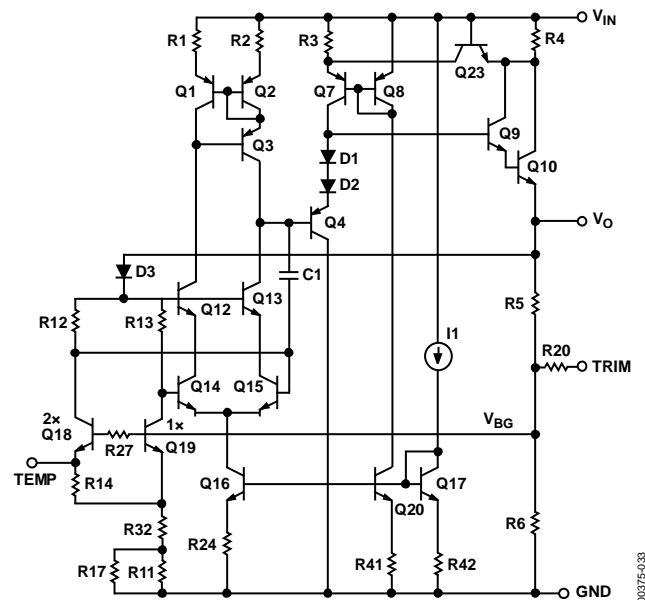 R1
R2
R3
VIN
R4
Q23
Q1
Q2
Q7
Q8
Q3
Q9
D1
Q10
D2
Q4
VO
D3
C1
Q12
Q13
R5
R12
R13
I1
R20
TRIM
Q14
Q15
2×
1×
VBG
Q18
R27
Q19
TEMP
R14
Q16
Q17
Q20
R32
R24
R6
R17
R11
R41
R42
GND
00375-033